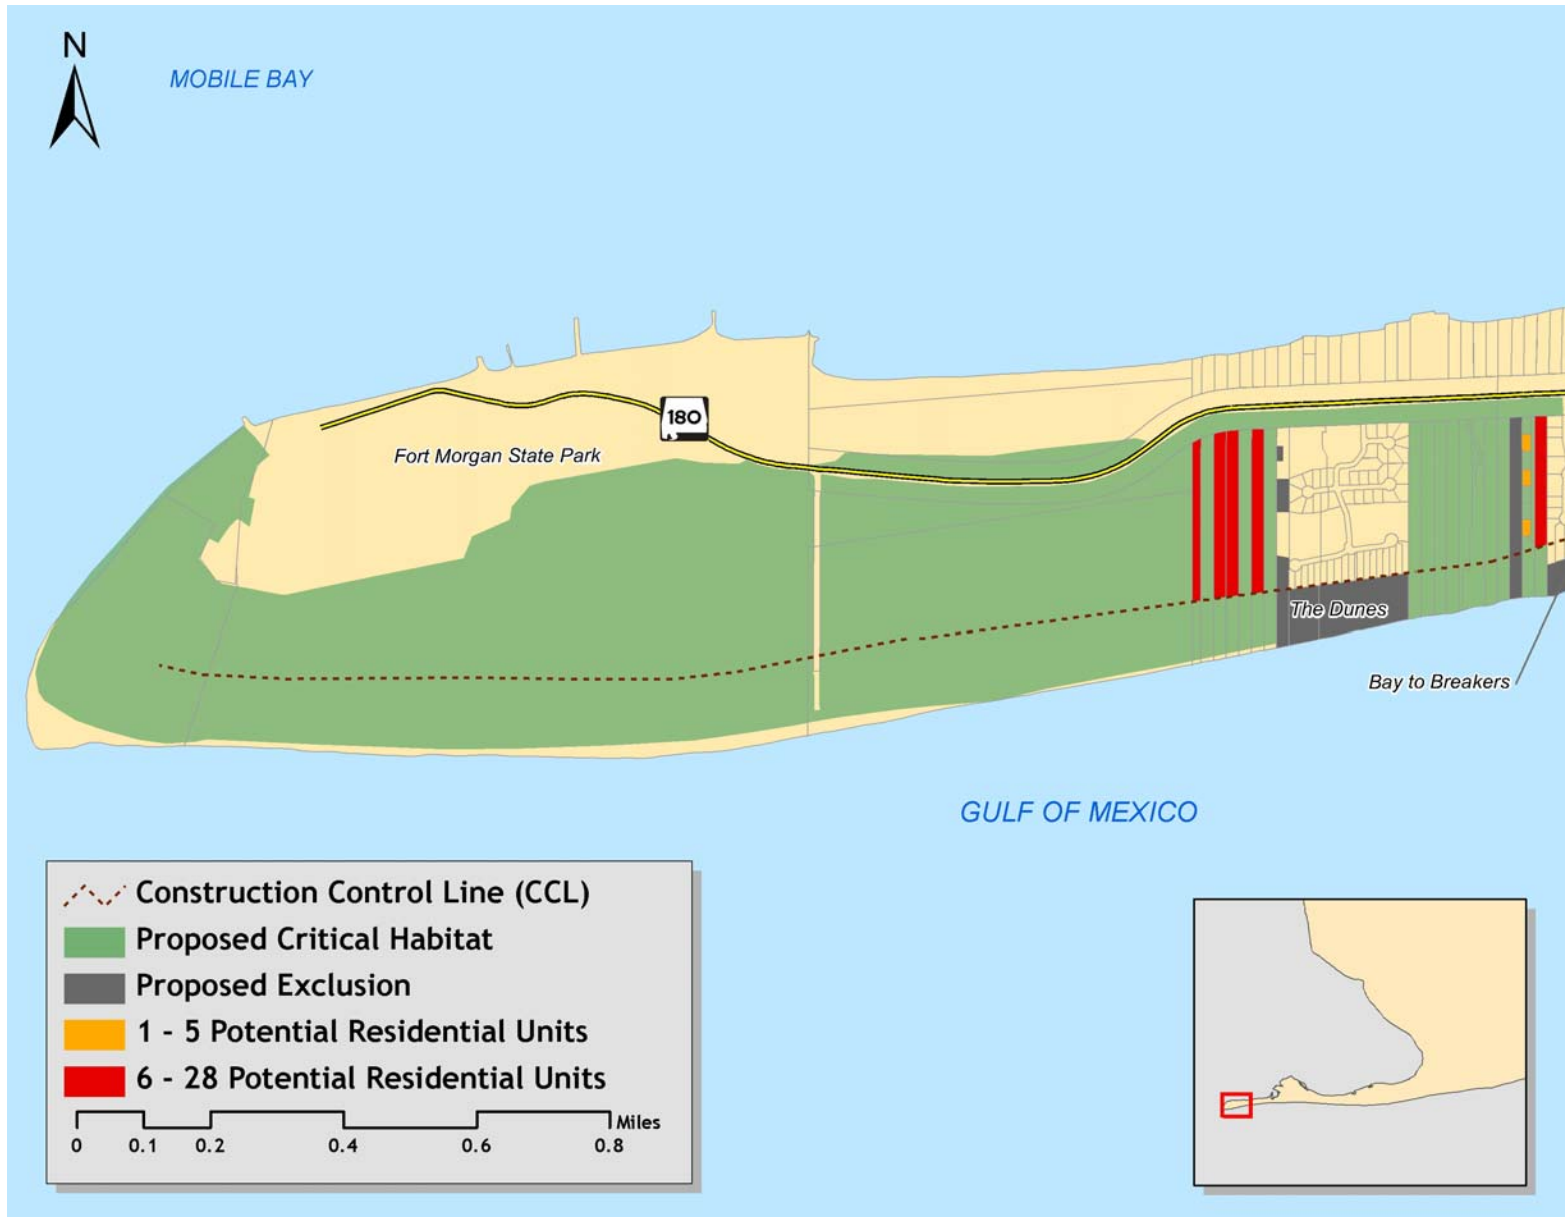 N
MOBILE BAY
180
Fort Morgan State Park
The Dunes
Bay to Breakers
GULF OF MEXICO
Construction Control Line (CCL)
Proposed Critical Habitat
Proposed Exclusion
1 - 5 Potential Residential Units
6 - 28 Potential Residential Units
Miles
0 0.1 0.2 0.4 0.6 0.8